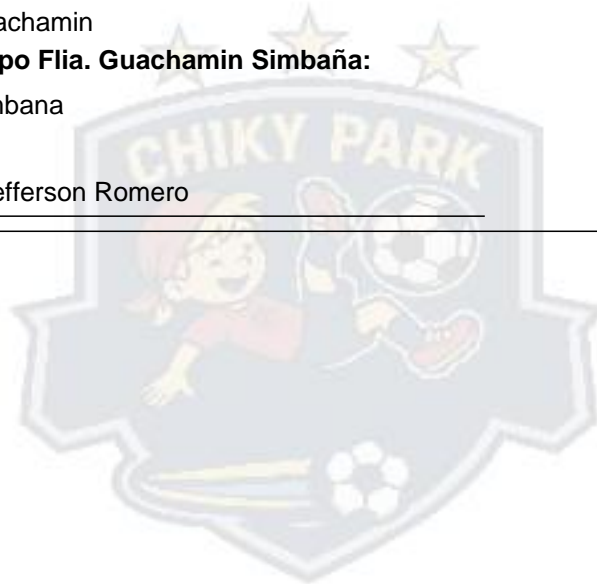 achamin
po Flia. Guachamin Simbaña:
nbana
CHIKY PARK
efferson Romero